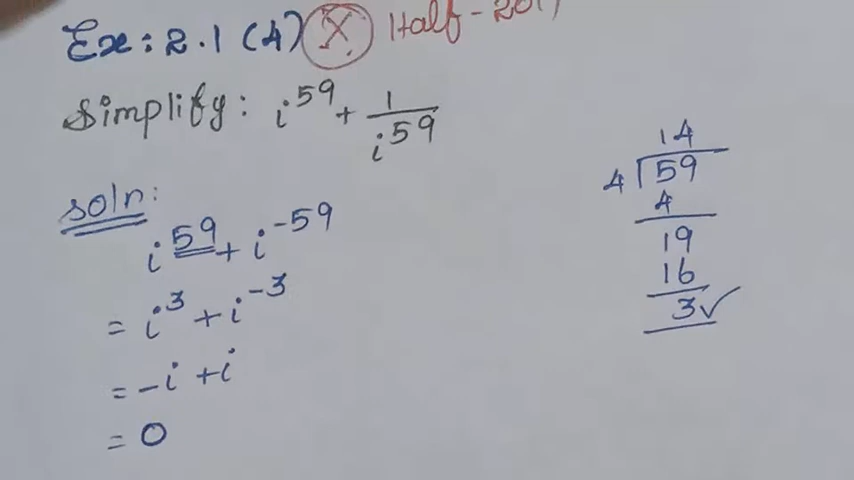 Ex: 2.1 (4) X Half - 201
Simplify: i^59 + 1/i^59
soln:
i^59 + i^-59
= i^3 + i^-3
= -i + i
= 0
14
4 59
4
19
16
3 ✓